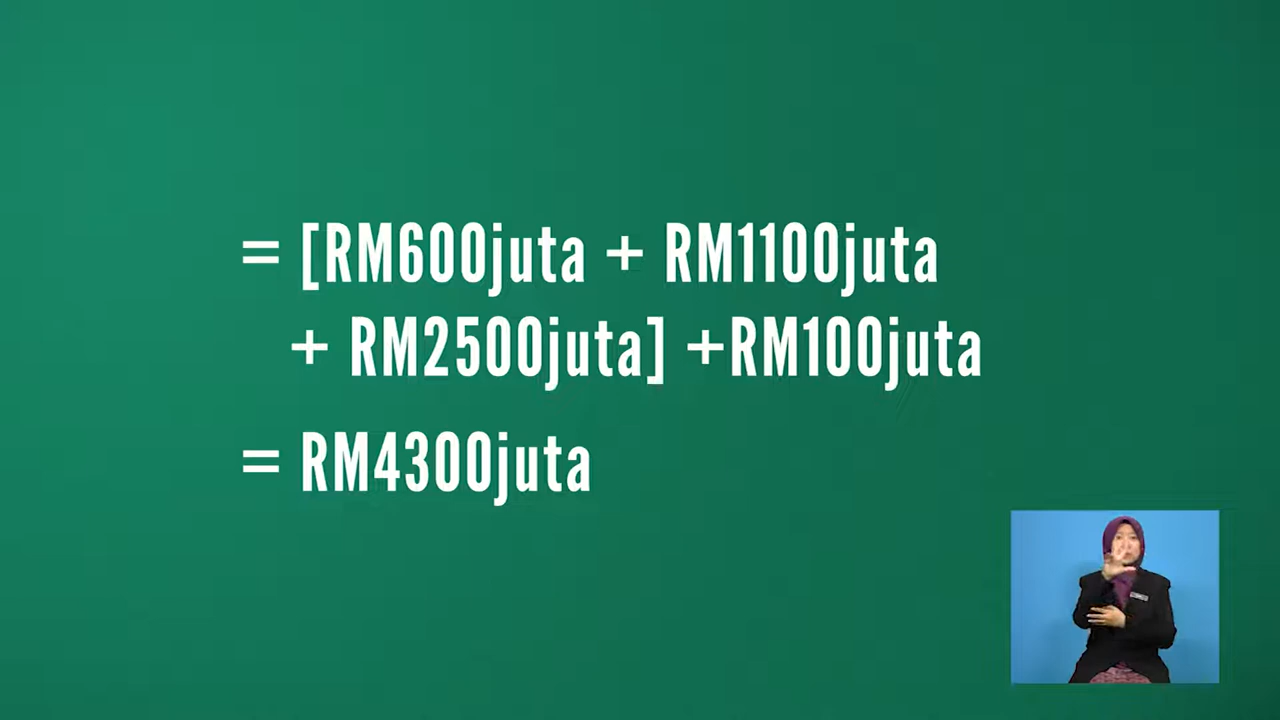 = [RM600juta + RM1100juta
+ RM2500juta] +RM100juta
= RM4300juta